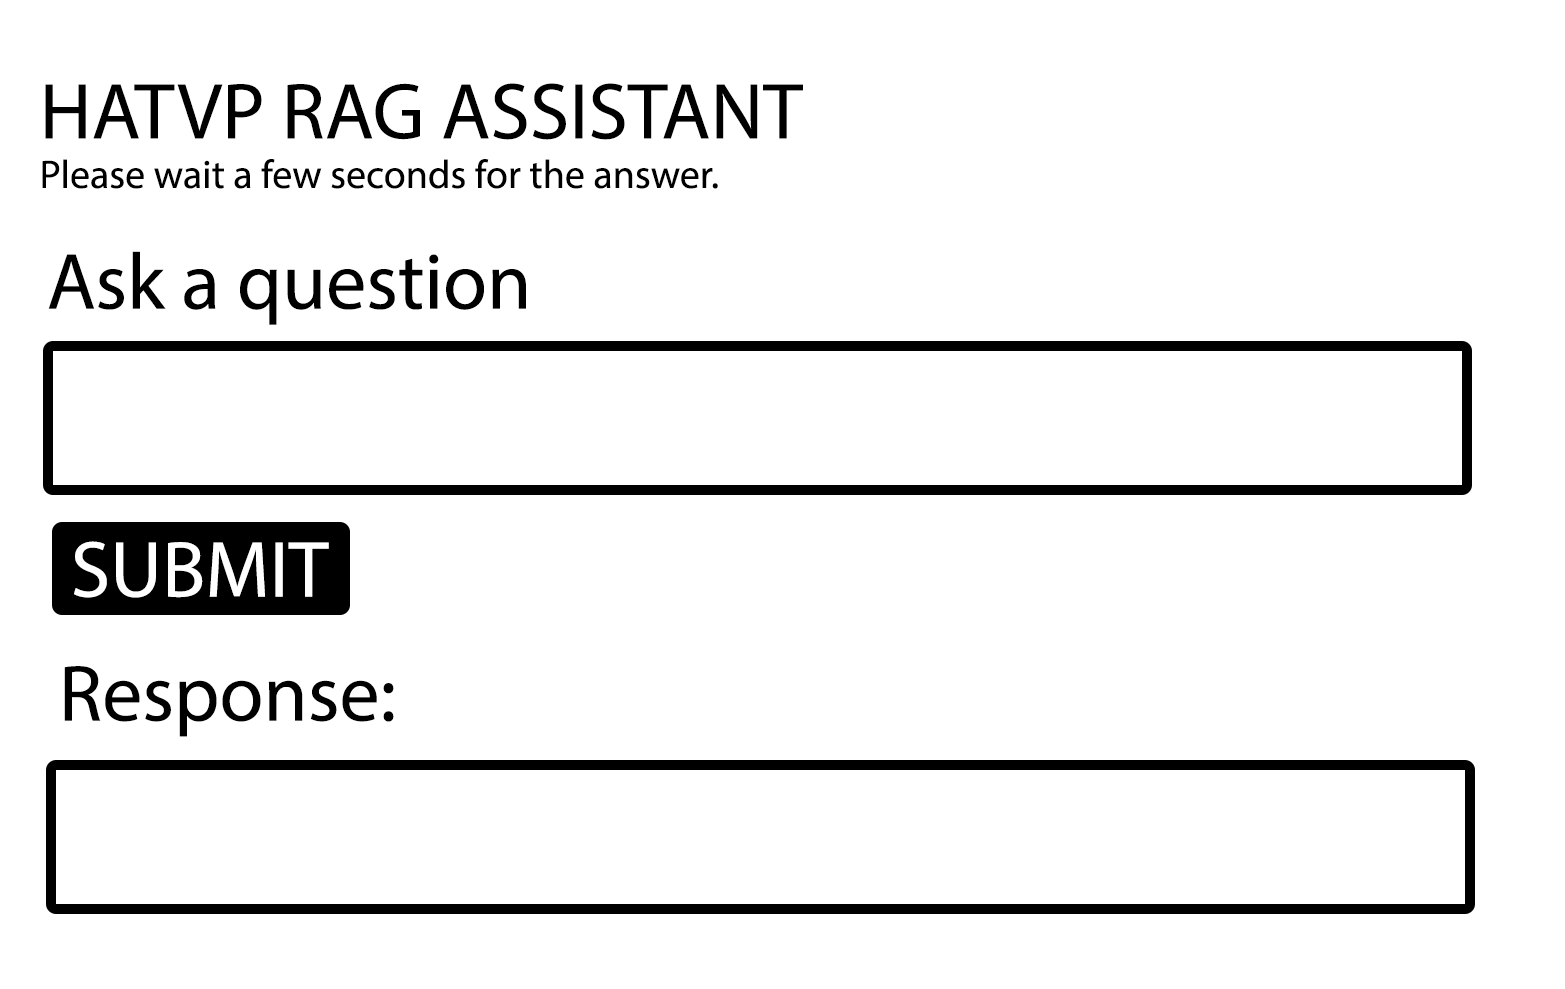 HATVP RAG ASSISTANT
Please wait a few seconds for the answer.
Ask a question
SUBMIT
Response: